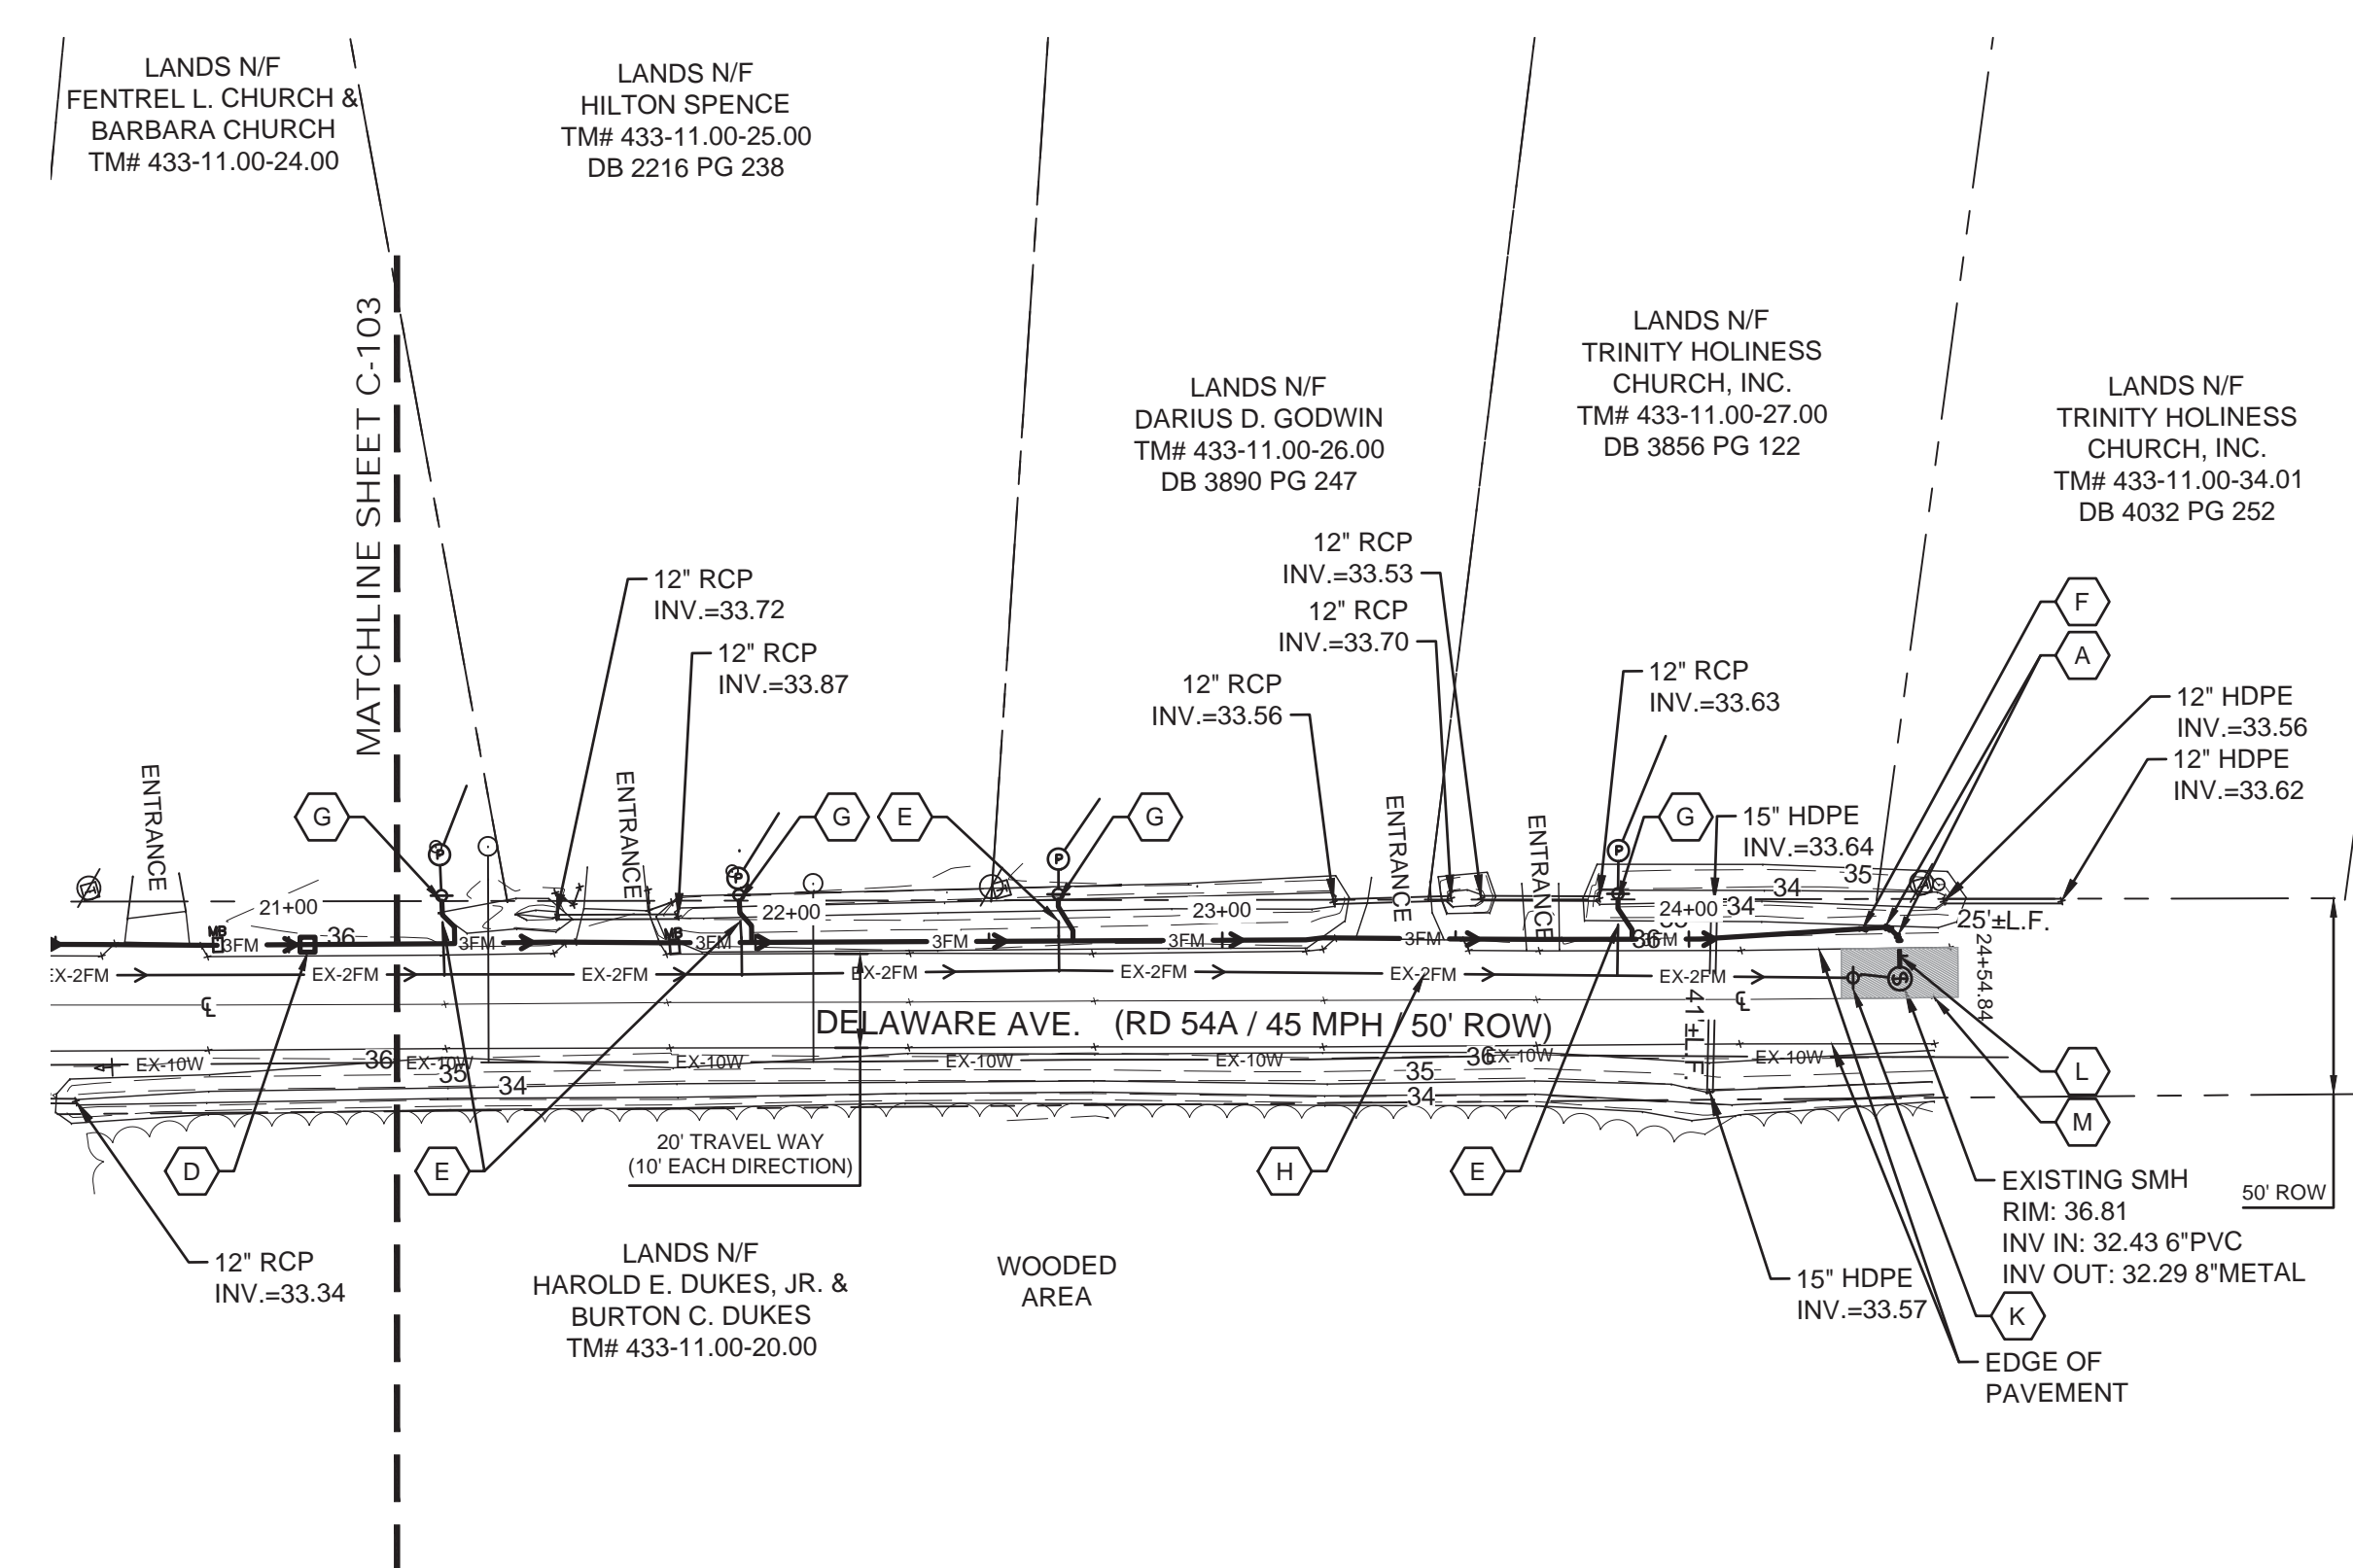 LANDS N/F
FENTREL L. CHURCH &
BARBARA CHURCH
TM# 433-11.00-24.00
LANDS N/F
HILTON SPENCE
TM# 433-11.00-25.00
DB 2216 PG 238
LANDS N/F
DARIUS D. GODWIN
TM# 433-11.00-26.00
DB 3890 PG 247
LANDS N/F
TRINITY HOLINESS
CHURCH, INC.
TM# 433-11.00-27.00
DB 3856 PG 122
LANDS N/F
TRINITY HOLINESS
CHURCH, INC.
TM# 433-11.00-34.01
DB 4032 PG 252
MATCHLINE SHEET C-103
12" RCP
INV.=33.72
12" RCP
INV.=33.87
12" RCP
INV.=33.53
12" RCP
INV.=33.70
12" RCP
INV.=33.56
12" RCP
INV.=33.63
F
A
12" HDPE
INV.=33.56
12" HDPE
INV.=33.62
15" HDPE
INV.=33.64
G
G
E
G
G
ENTRANCE
ENTRANCE
ENTRANCE
ENTRANCE
P
P
P
P
21+00
22+00
23+00
24+00
34
35
34
36
36
25'±L.F.
24+54.84
MB
MB
3FM
3FM
3FM
3FM
3FM
3FM
3FM
EX-2FM
EX-2FM
EX-2FM
EX-2FM
EX-2FM
EX-2FM
EX-2FM
S
DELAWARE AVE. (RD 54A / 45 MPH / 50' ROW)
41'±L.F.
EX-10W
EX-10W
EX-10W
EX-10W
EX-10W
EX-10W
EX-10W
36
35
34
36
35
34
20' TRAVEL WAY
(10' EACH DIRECTION)
D
E
H
E
L
M
K
EXISTING SMH
RIM: 36.81
INV IN: 32.43 6"PVC
INV OUT: 32.29 8"METAL
50' ROW
12" RCP
INV.=33.34
LANDS N/F
HAROLD E. DUKES, JR. &
BURTON C. DUKES
TM# 433-11.00-20.00
WOODED
AREA
15" HDPE
INV.=33.57
EDGE OF
PAVEMENT